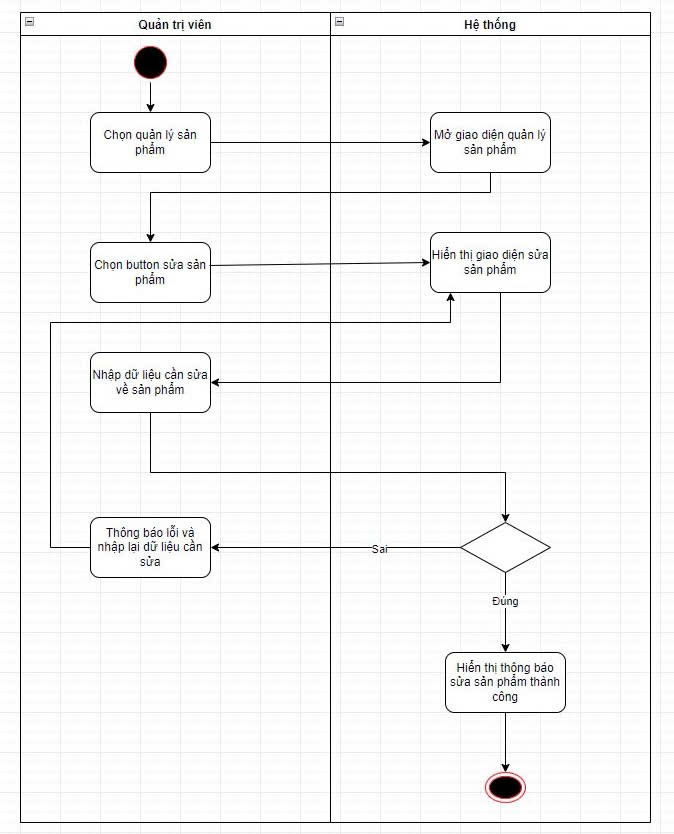 Quản trị viên
Hệ thống
Chọn quản lý sản
phẩm
Mở giao diện quản lý
sản phẩm
Chọn button sửa sản
phẩm
Hiển thị giao diện sửa
sản phẩm
Nhập dữ liệu cần sửa
về sản phẩm
Thông báo lỗi và
nhập lại dữ liệu cần
sửa
Sai
Đúng
Hiển thị thông báo
sửa sản phẩm thành
công